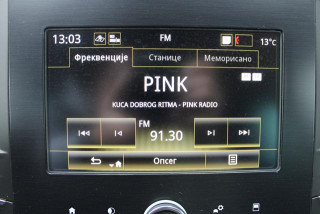 13:03 FM 13°c
Фреквенције Станице Меморисано
PINK
KUCA DOBROG RITMA - PINK RADIO
FM
91.30
Опсег